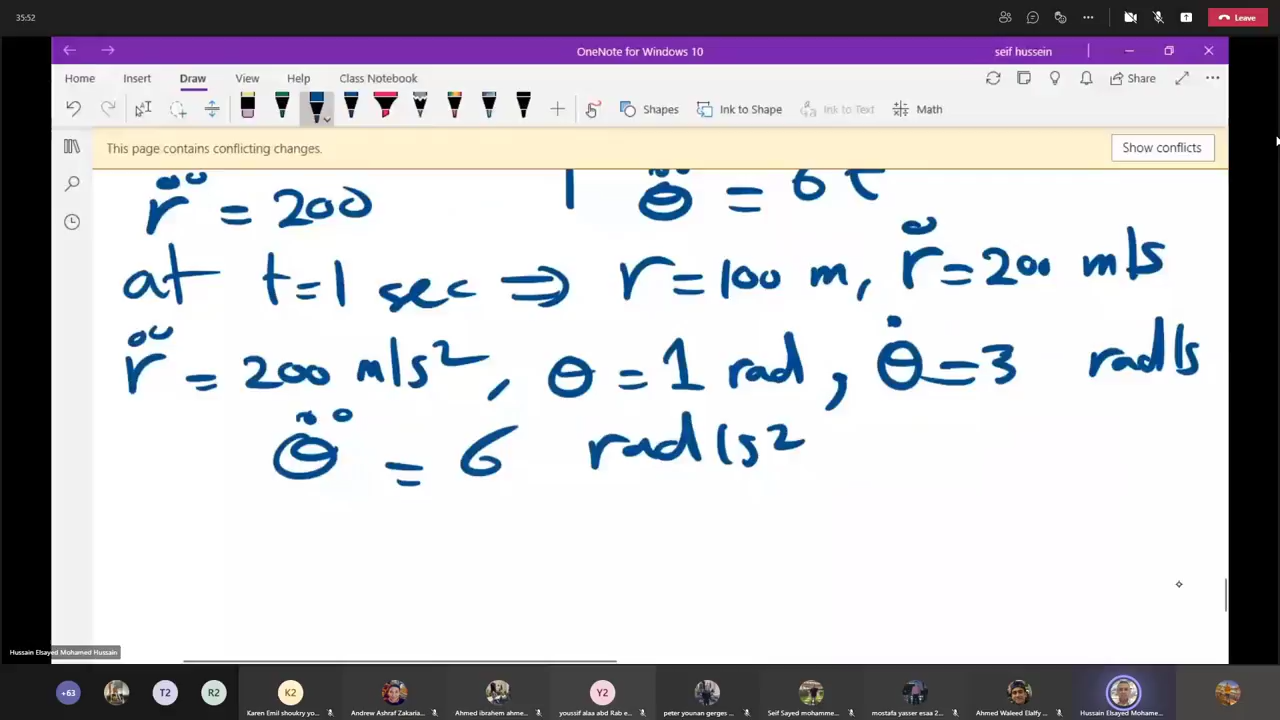 35:52
Leave
OneNote for Windows 10
seif hussein
Home Insert Draw View Help Class Notebook
Share
Shapes Ink to Shape Ink to Text Math
This page contains conflicting changes.
Show conflicts
r̈ = 200 | θ̈ = 6t
at t=1 sec ⇒ r=100 m, r̈=200 m/s
r̈ = 200 m/s², θ = 1 rad, θ̇=3 rad/s
θ̈ = 6 rad/s²
Hussain Elsayed Mohamed Hussain
+63 T2 R2 K2 Y2
Karen Emil shoukry yo... Andrew Ashraf Zakaria... Ahmed ibrahem ahme... youssif alaa abd Rab e... peter younan gerges ... Seif Sayed mohamme... mostafa yasser esaa 2... Ahmed Waleed Elalfy ... Hussain Elsayed Mohame...